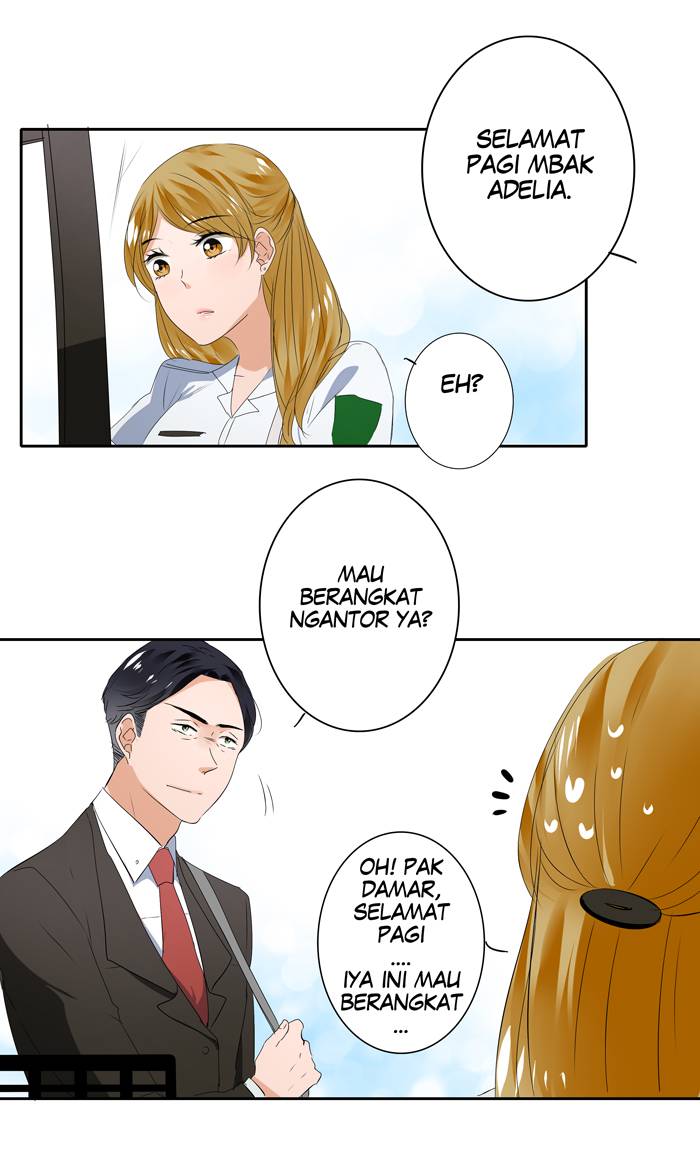 SELAMAT
PAGI MBAK
ADELIA.
EH?
MAU
BERANGKAT
NGANTOR YA?
OH! PAK
DAMAR,
SELAMAT
PAGI
....
IYA INI MAU
BERANGKAT
...